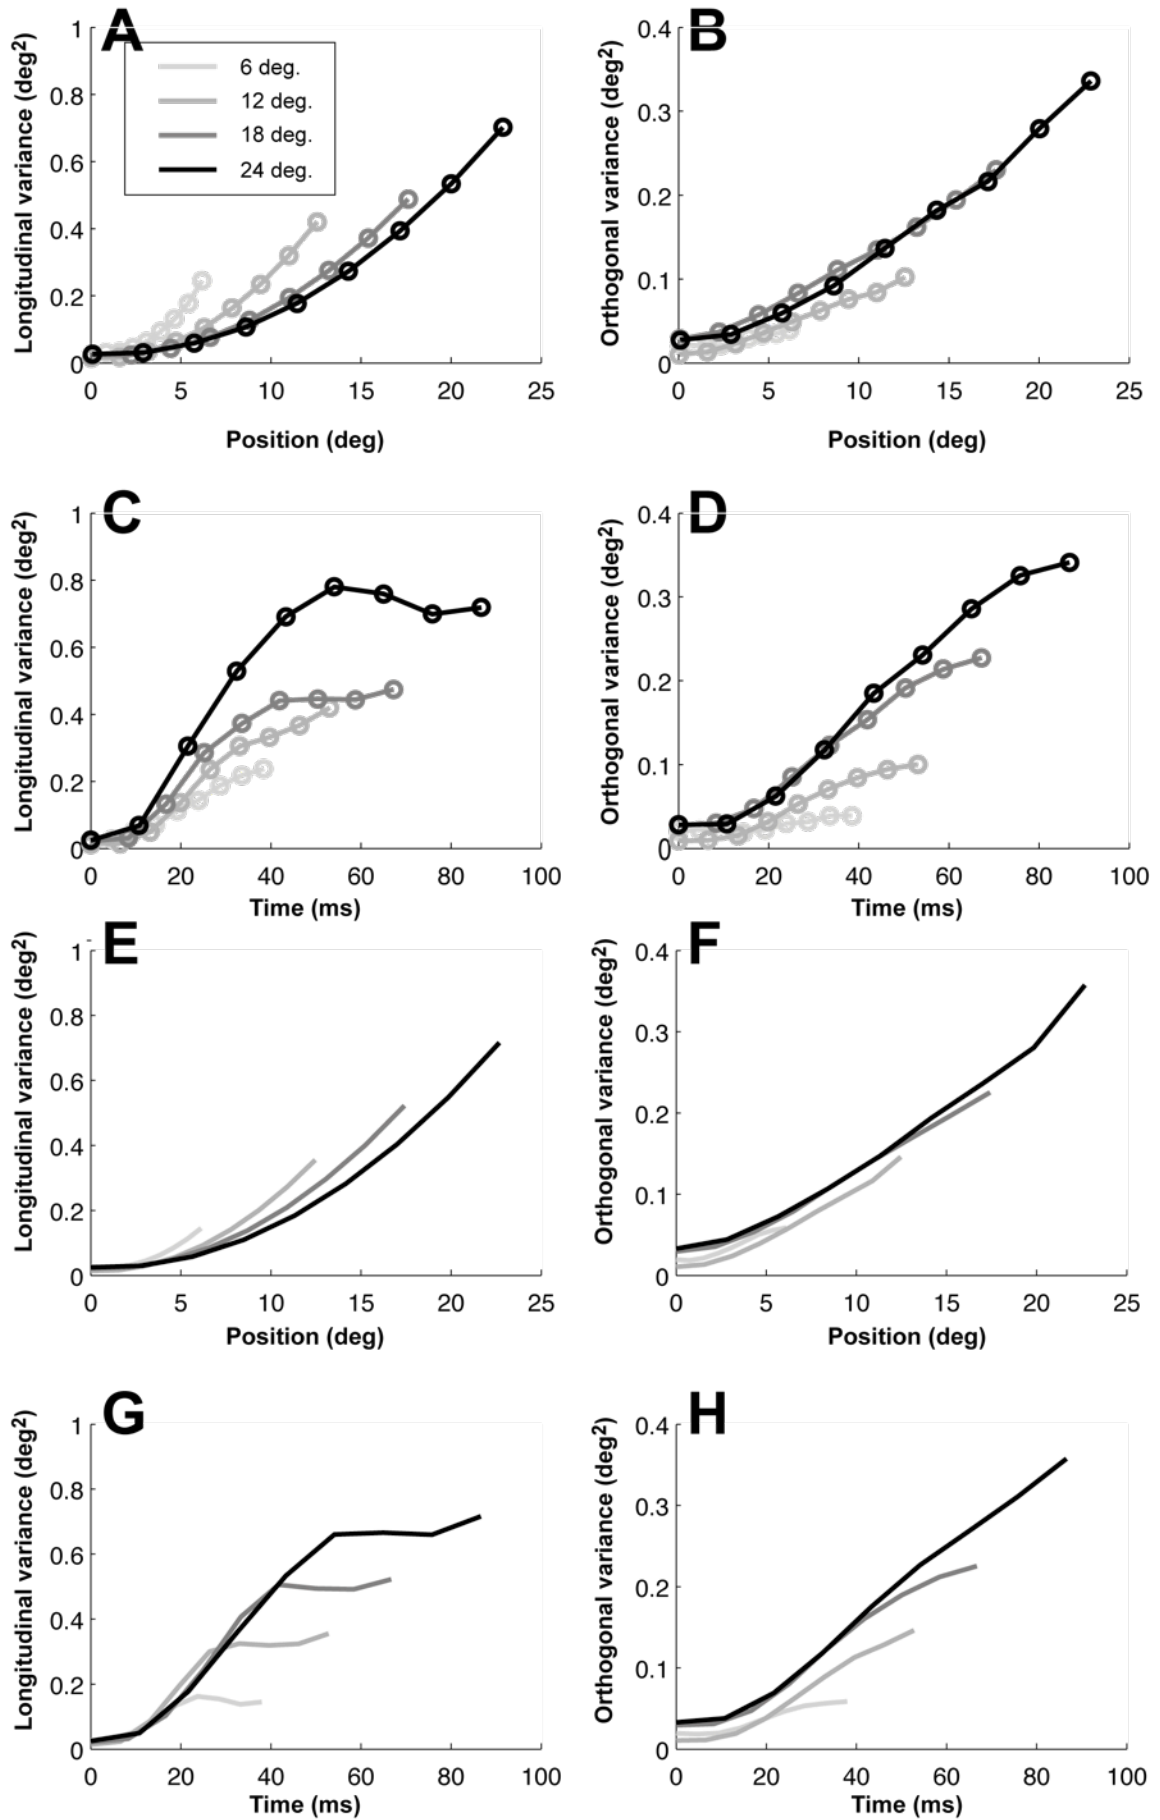 A
B
Longitudinal variance (deg²)
1
0.8
0.6
0.4
0.2
0
6 deg.
12 deg.
18 deg.
24 deg.
0 5 10 15 20 25
Position (deg)
Orthogonal variance (deg²)
0.4
0.3
0.2
0.1
0
0 5 10 15 20 25
Position (deg)
C
D
Longitudinal variance (deg²)
1
0.8
0.6
0.4
0.2
0
0 20 40 60 80 100
Time (ms)
Orthogonal variance (deg²)
0.4
0.3
0.2
0.1
0
0 20 40 60 80 100
Time (ms)
E
F
Longitudinal variance (deg²)
1
0.8
0.6
0.4
0.2
0
0 5 10 15 20 25
Position (deg)
Orthogonal variance (deg²)
0.4
0.3
0.2
0.1
0
0 5 10 15 20 25
Position (deg)
G
H
Longitudinal variance (deg²)
1
0.8
0.6
0.4
0.2
0
0 20 40 60 80 100
Time (ms)
Orthogonal variance (deg²)
0.4
0.3
0.2
0.1
0
0 20 40 60 80 100
Time (ms)